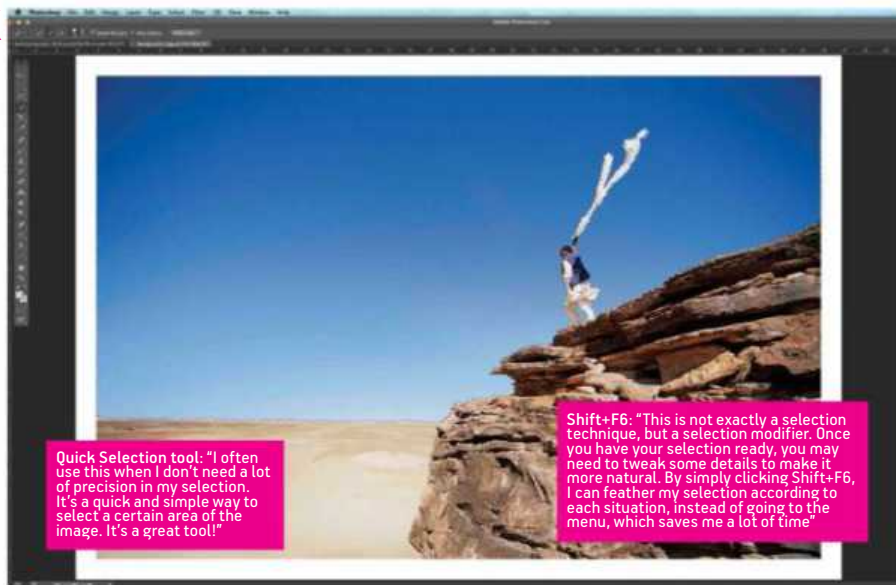 Quick Selection tool: “I often
use this when I don’t need a lot
of precision in my selection.
It’s a quick and simple way to
select a certain area of the
image. It’s a great tool!”
Shift+F6: “This is not exactly a selection
technique, but a selection modifier. Once
you have your selection ready, you may
need to tweak some details to make it
more natural. By simply clicking Shift+F6,
I can feather my selection according to
each situation, instead of going to the
menu, which saves me a lot of time”